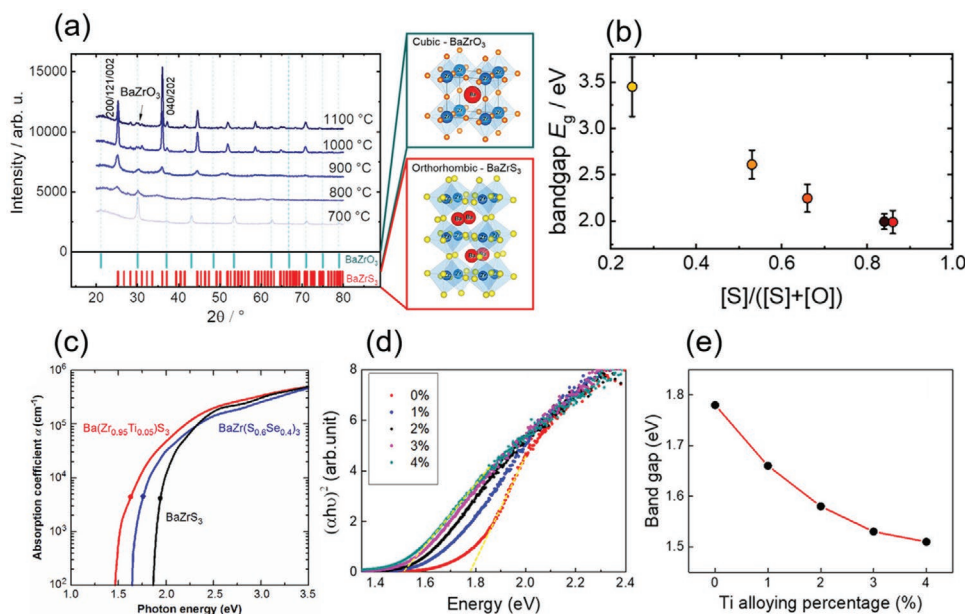 (a)
15000
10000
5000
0
Intensity / arb. u.
200/121/002
BaZrO₃
040/202
1100 °C
1000 °C
900 °C
800 °C
700 °C
BaZrO₃
BaZrS₃
20 30 40 50 60 70 80
2θ / °
Cubic - BaZrO₃
Orthorhombic - BaZrS₃
(b)
3.5
3.0
2.5
2.0
bandgap Eg / eV
0.2 0.4 0.6 0.8 1.0
[S]/([S]+[O])
(c)
10⁶
10⁵
10⁴
10³
10²
Absorption coefficient α (cm⁻¹)
Ba(Zr₀.₉₅Ti₀.₀₅)S₃
BaZr(S₀.₆Se₀.₄)₃
BaZrS₃
1.0 1.5 2.0 2.5 3.0 3.5
Photon energy (eV)
(d)
8
6
4
2
0
(αhυ)⁻² (arb.unit)
0%
1%
2%
3%
4%
1.4 1.6 1.8 2.0 2.2 2.4
Energy (eV)
(e)
1.8
1.7
1.6
1.5
Band gap (eV)
0 1 2 3 4
Ti alloying percentage (%)